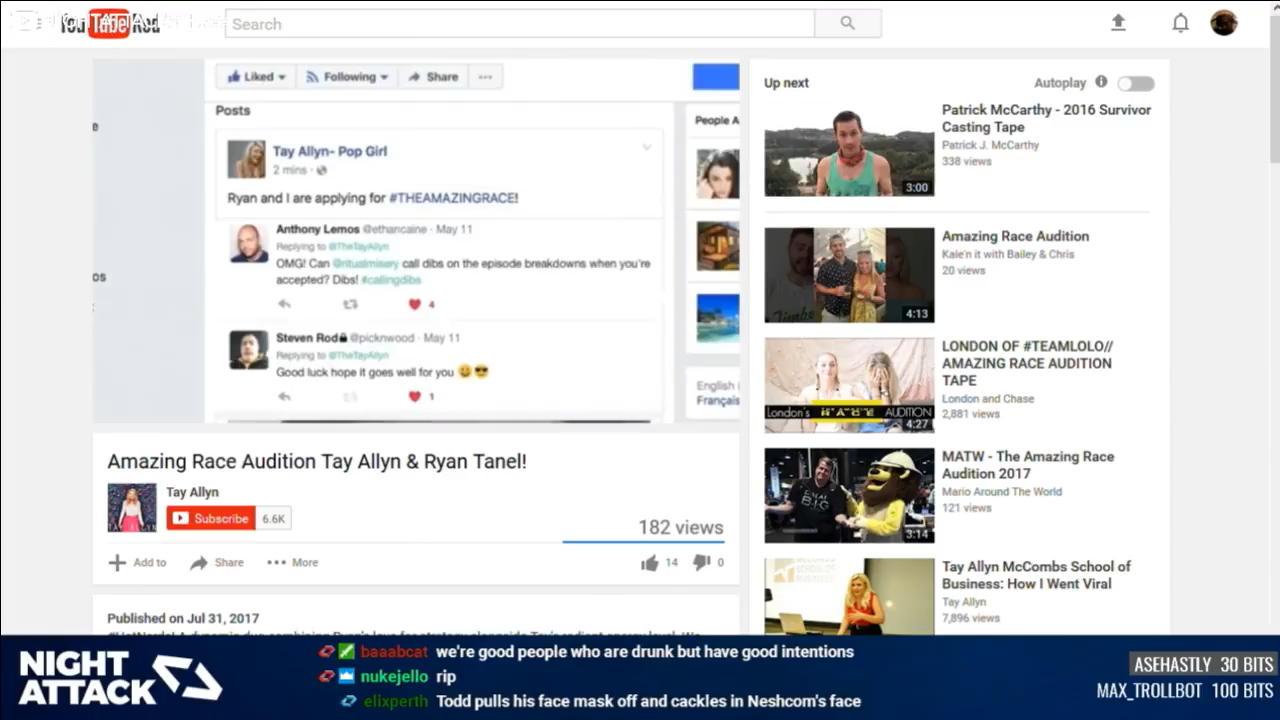 YouTube Red
Search
Liked
Following
Share
Posts
People A
Tay Allyn- Pop Girl
2 mins
Ryan and I are applying for #THEAMAZINGRACE!
Anthony Lemos @ethancaine · May 11
Replying to @TheTayAllyn
OMG! Can @ritualmisery call dibs on the episode breakdowns when you're
accepted? Dibs! #callingdibs
4
Steven Rod @picknwood · May 11
Replying to @TheTayAllyn
Good luck hope it goes well for you
1
English
Français
Amazing Race Audition Tay Allyn & Ryan Tanel!
Tay Allyn
Subscribe 6.6K
182 views
Add to
Share
More
14
0
Published on Jul 31, 2017
Up next
Autoplay
Patrick McCarthy - 2016 Survivor
Casting Tape
Patrick J. McCarthy
338 views
3:00
Amazing Race Audition
Kale'n it with Bailey & Chris
20 views
4:13
LONDON OF #TEAMLOLO//
AMAZING RACE AUDITION
TAPE
London and Chase
2,881 views
London's RACE AUDITION
4:27
MATW - The Amazing Race
Audition 2017
Mario Around The World
121 views
3:14
Tay Allyn McCombs School of
Business: How I Went Viral
Tay Allyn
7,896 views
NIGHT
ATTACK
baaabcat we're good people who are drunk but have good intentions
nukejello rip
elixperth Todd pulls his face mask off and cackles in Neshcom's face
ASEHASTLY 30 BITS
MAX_TROLLBOT 100 BITS